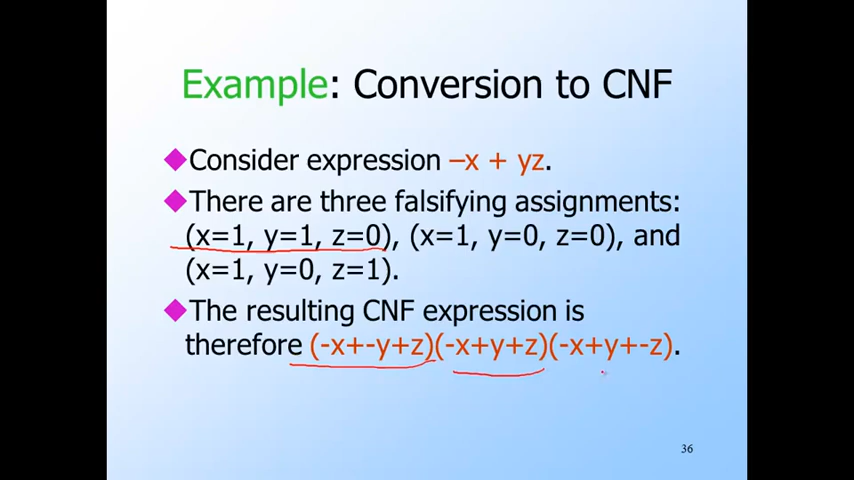 Example: Conversion to CNF
Consider expression –x + yz.
There are three falsifying assignments:
(x=1, y=1, z=0), (x=1, y=0, z=0), and
(x=1, y=0, z=1).
The resulting CNF expression is
therefore (-x+-y+z)(-x+y+z)(-x+y+-z).
36